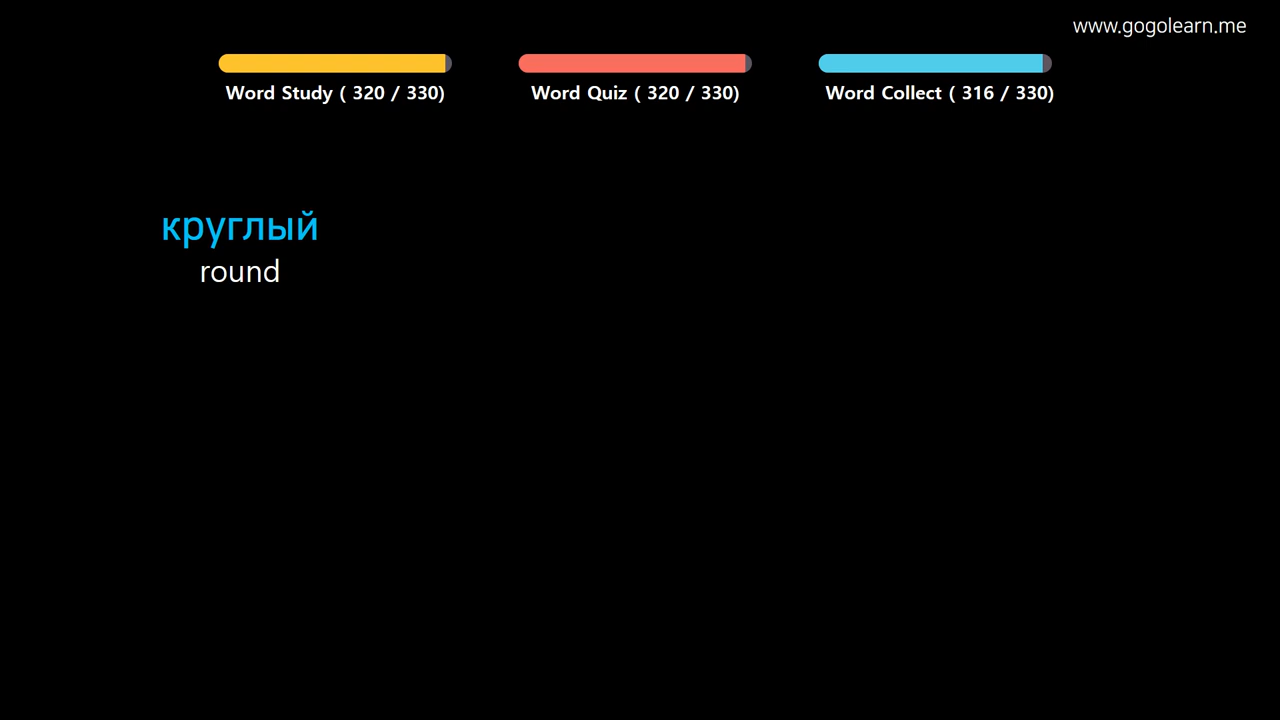 www.gogolearn.me
Word Study ( 320 / 330)
Word Quiz ( 320 / 330)
Word Collect ( 316 / 330)
круглый
round